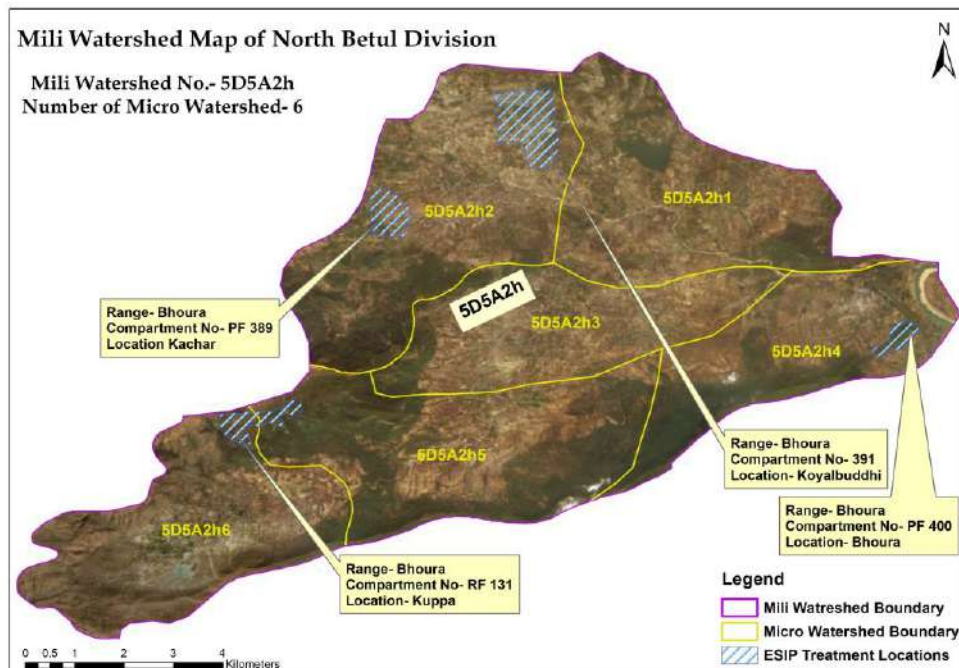 Mili Watershed Map of North Betul Division
Mili Watershed No.- 5D5A2h
Number of Micro Watershed- 6
N
5D5A2h1
5D5A2h2
5D5A2h
5D5A2h3
5D5A2h4
5D5A2h5
5D5A2h6
Range- Bhoura
Compartment No- PF 389
Location Kachar
Range- Bhoura
Compartment No- 391
Location- Koyalbuddhi
Range- Bhoura
Compartment No- PF 400
Location- Bhoura
Range- Bhoura
Compartment No- RF 131
Location- Kuppa
Legend
Mili Watreshed Boundary
Micro Watershed Boundary
ESIP Treatment Locations
0 0.5 1 2 3 4
Kilometers